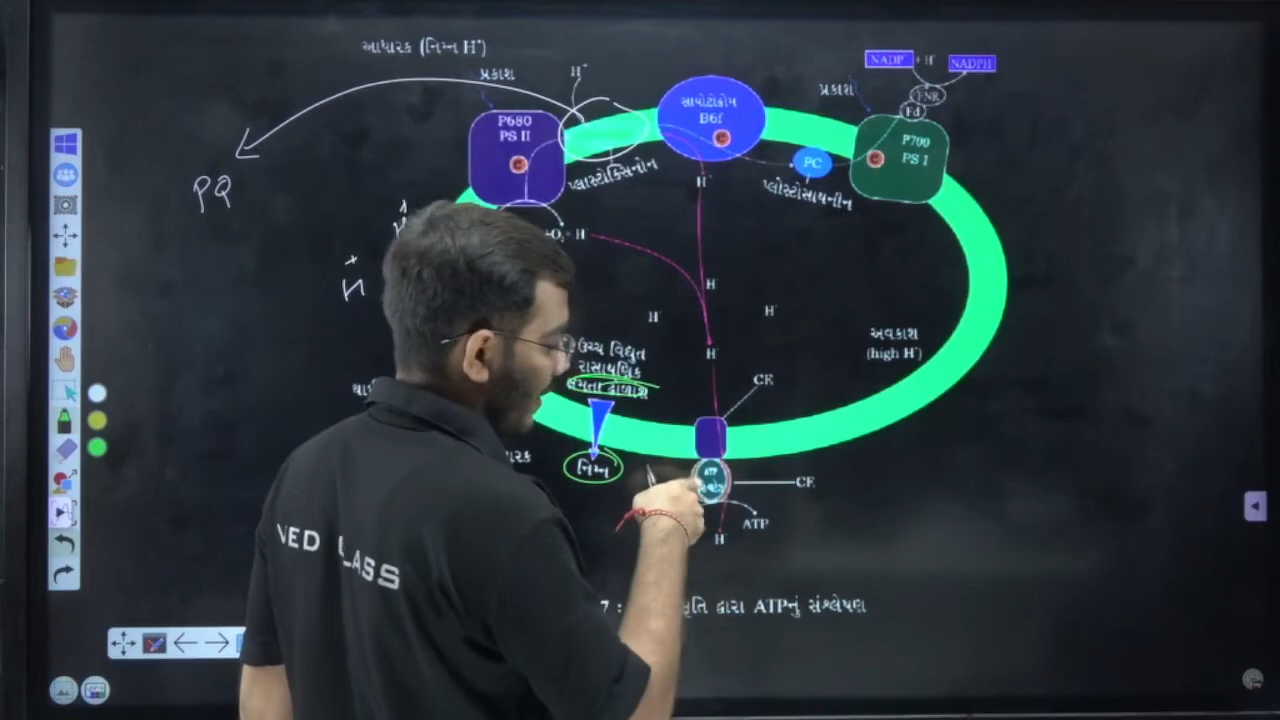 આધારક (નિમ્ન H⁺)
પ્રકાશ
H⁺
P680
PS II
C
સાયટોક્રોમ
B6f
C
પ્રકાશ
NADP⁺ + H⁺
NADPH
FNR
Fd
P700
PS I
C
PC
PQ
પ્લાસ્ટોક્વિનોન
પ્લાસ્ટોસાયનીન
H⁺
O₂ + H⁺
H
H⁺
H⁺
H⁺
H⁺
ઉચ્ચ વિદ્યુત
રાસાયણિક
ક્ષમતા ઢાળાંશ
નિમ્ન
અવકાશ
(high H⁺)
CF
ATP
CF
ATP
H⁺
VED CLASS
દ્વારા ATPનું સંશ્લેષણ